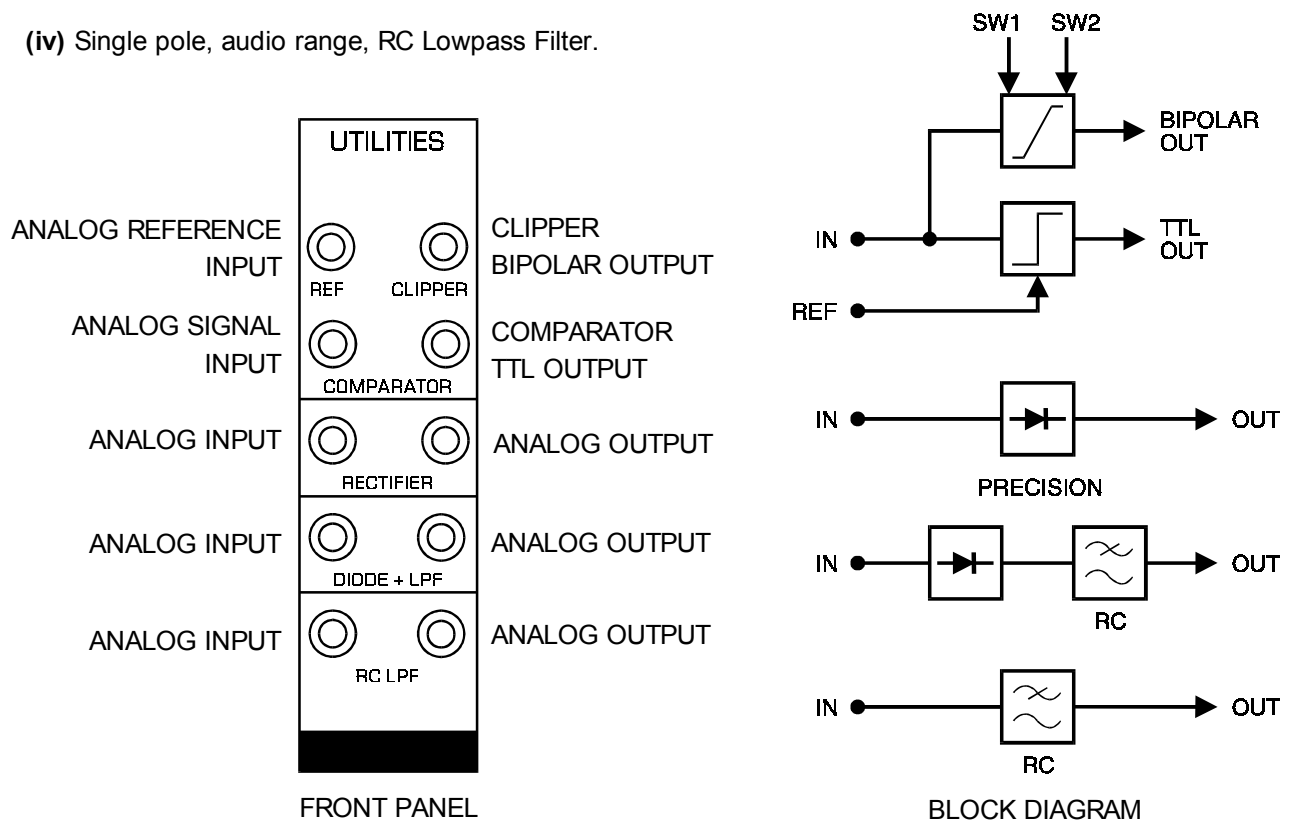 (iv) Single pole, audio range, RC Lowpass Filter.
UTILITIES
ANALOG REFERENCE
INPUT
REF
CLIPPER
CLIPPER
BIPOLAR OUTPUT
ANALOG SIGNAL
INPUT
COMPARATOR
COMPARATOR
TTL OUTPUT
ANALOG INPUT
RECTIFIER
ANALOG OUTPUT
ANALOG INPUT
DIODE + LPF
ANALOG OUTPUT
ANALOG INPUT
RC LPF
ANALOG OUTPUT
FRONT PANEL
SW1
SW2
BIPOLAR
OUT
IN
TTL
OUT
REF
IN
OUT
PRECISION
IN
OUT
RC
IN
OUT
RC
BLOCK DIAGRAM